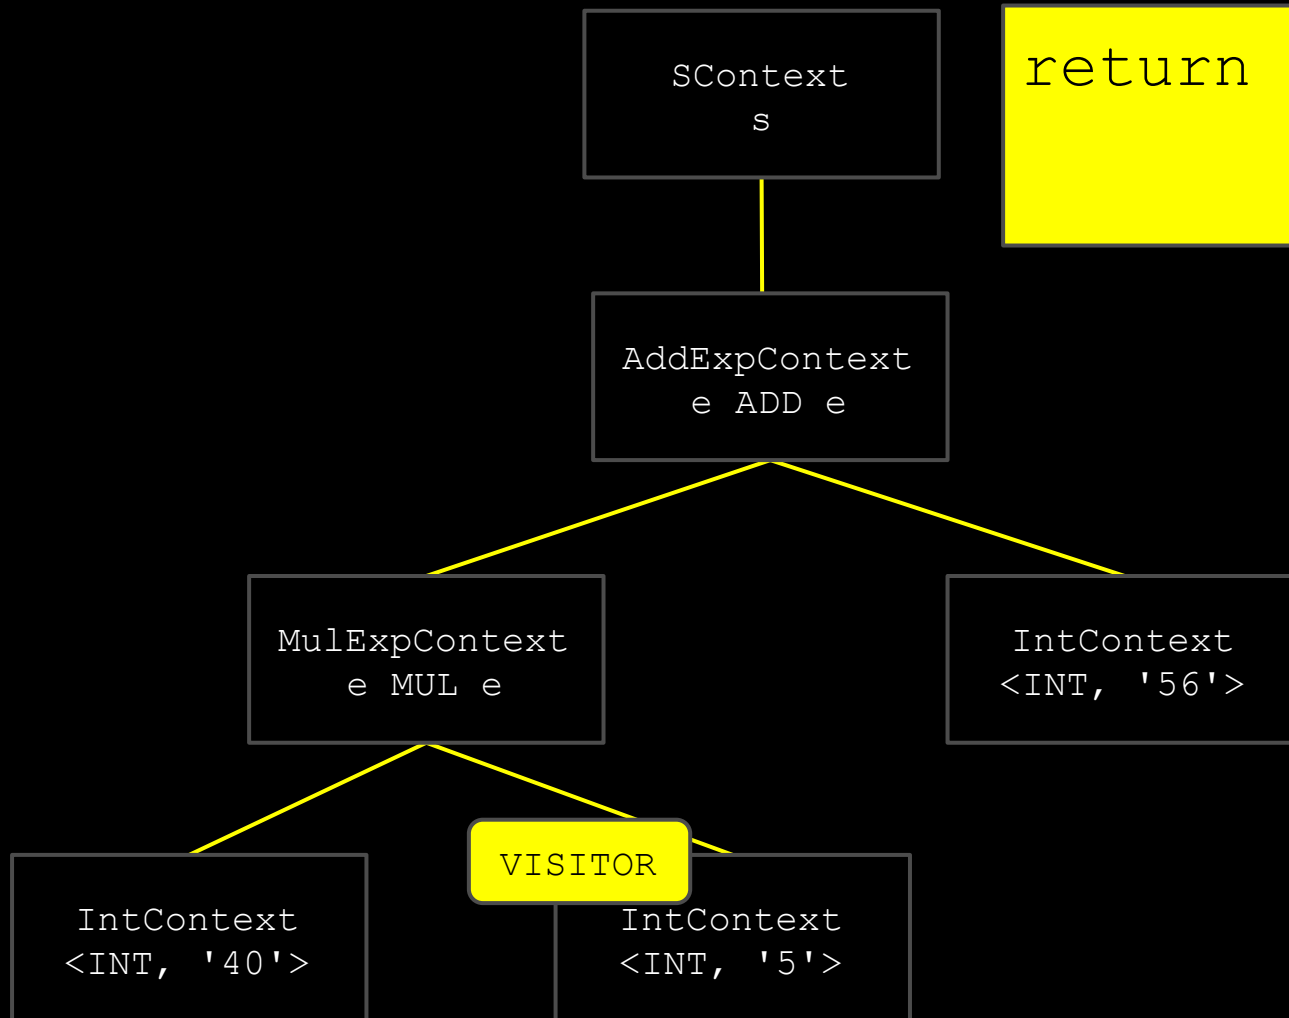 SContext
s
return
AddExpContext
e ADD e
MulExpContext
e MUL e
IntContext
<INT, '56'>
VISITOR
IntContext
<INT, '40'>
IntContext
<INT, '5'>